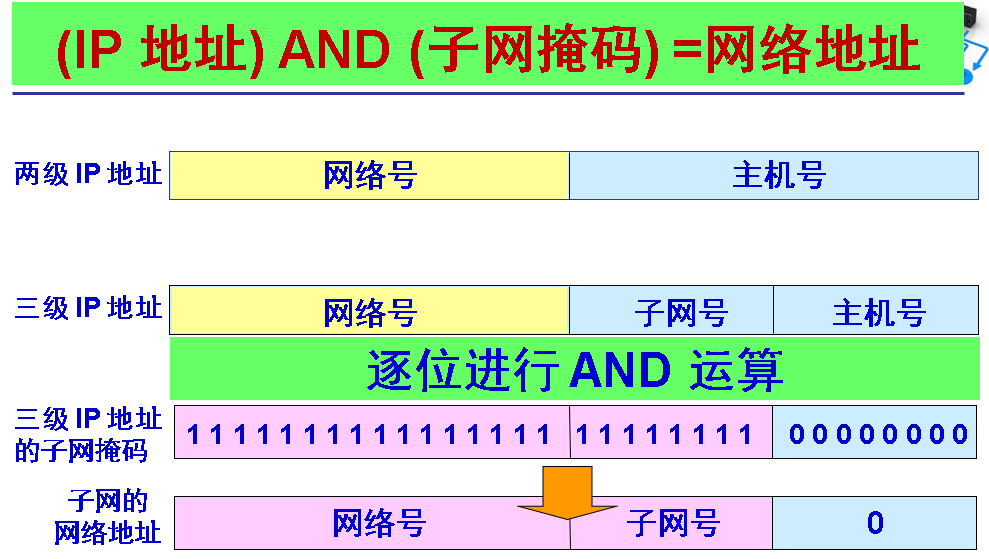 (IP 地址) AND (子网掩码) =网络地址
两级 IP 地址 网络号 主机号
三级 IP 地址 网络号 子网号 主机号
逐位进行 AND 运算
三级 IP 地址
的子网掩码
1 1 1 1 1 1 1 1 1 1 1 1 1 1 1 1 1 1 1 1 1 1 1 1 0 0 0 0 0 0 0 0
子网的
网络地址
网络号 子网号 0